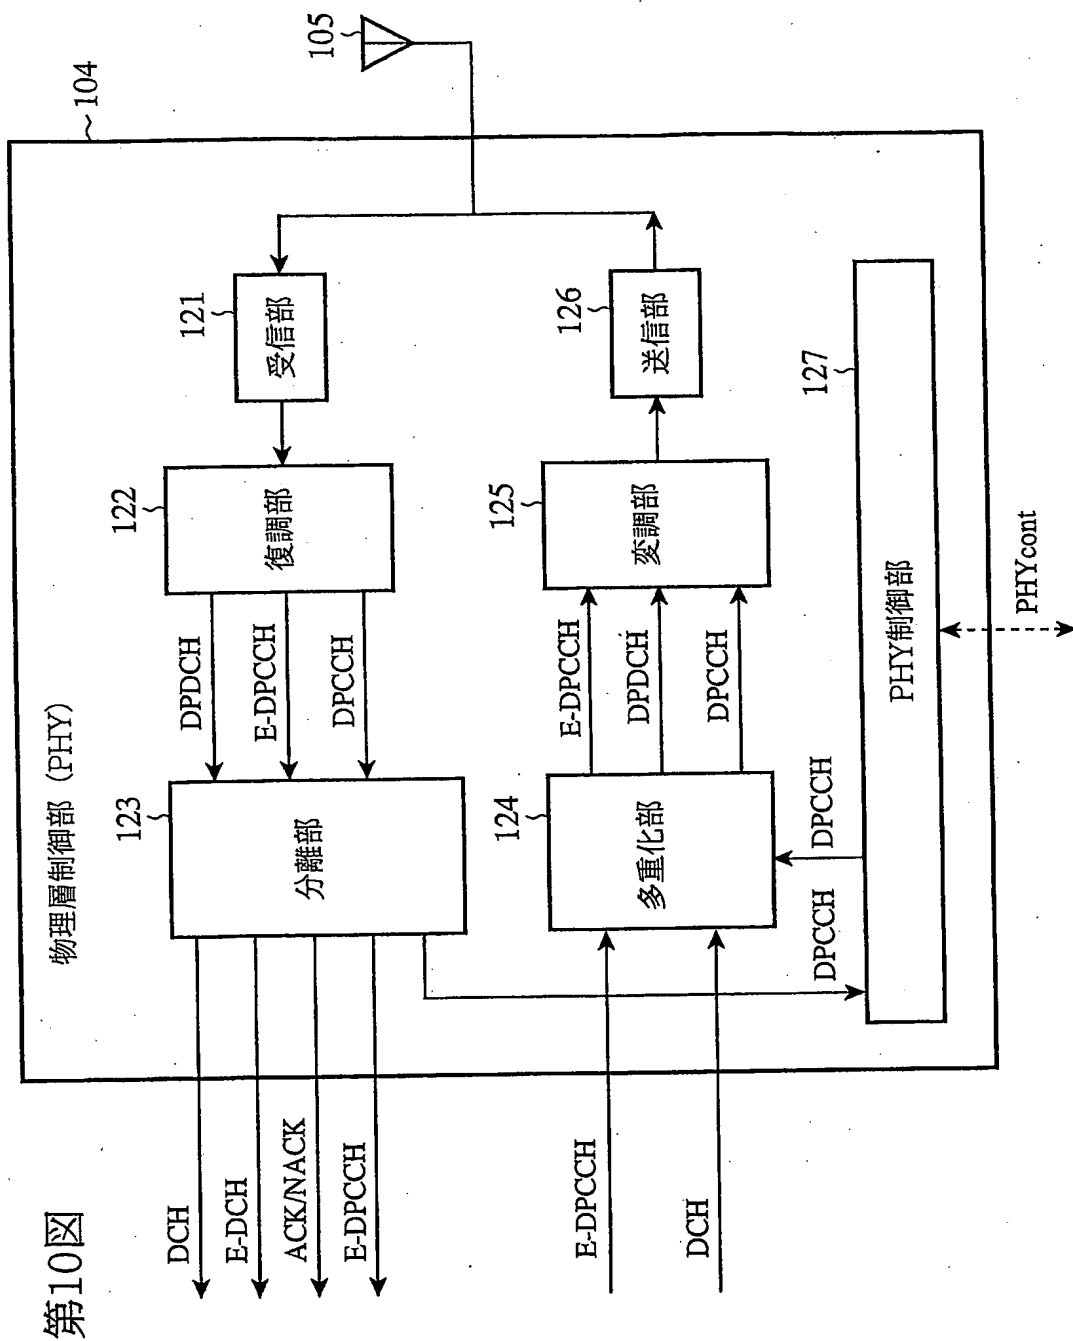 第10図
物理層制御部 (PHY)
104
105
121
受信部
122
復調部
DPDCH
E-DPCCH
DPCCH
123
分離部
DCH
E-DCH
ACK/NACK
E-DPCCH
126
送信部
125
変調部
E-DPCCH
DPDCH
DPCCH
124
多重化部
E-DPCCH
DCH
DPCCH
DPCCH
127
PHY制御部
PHYcont